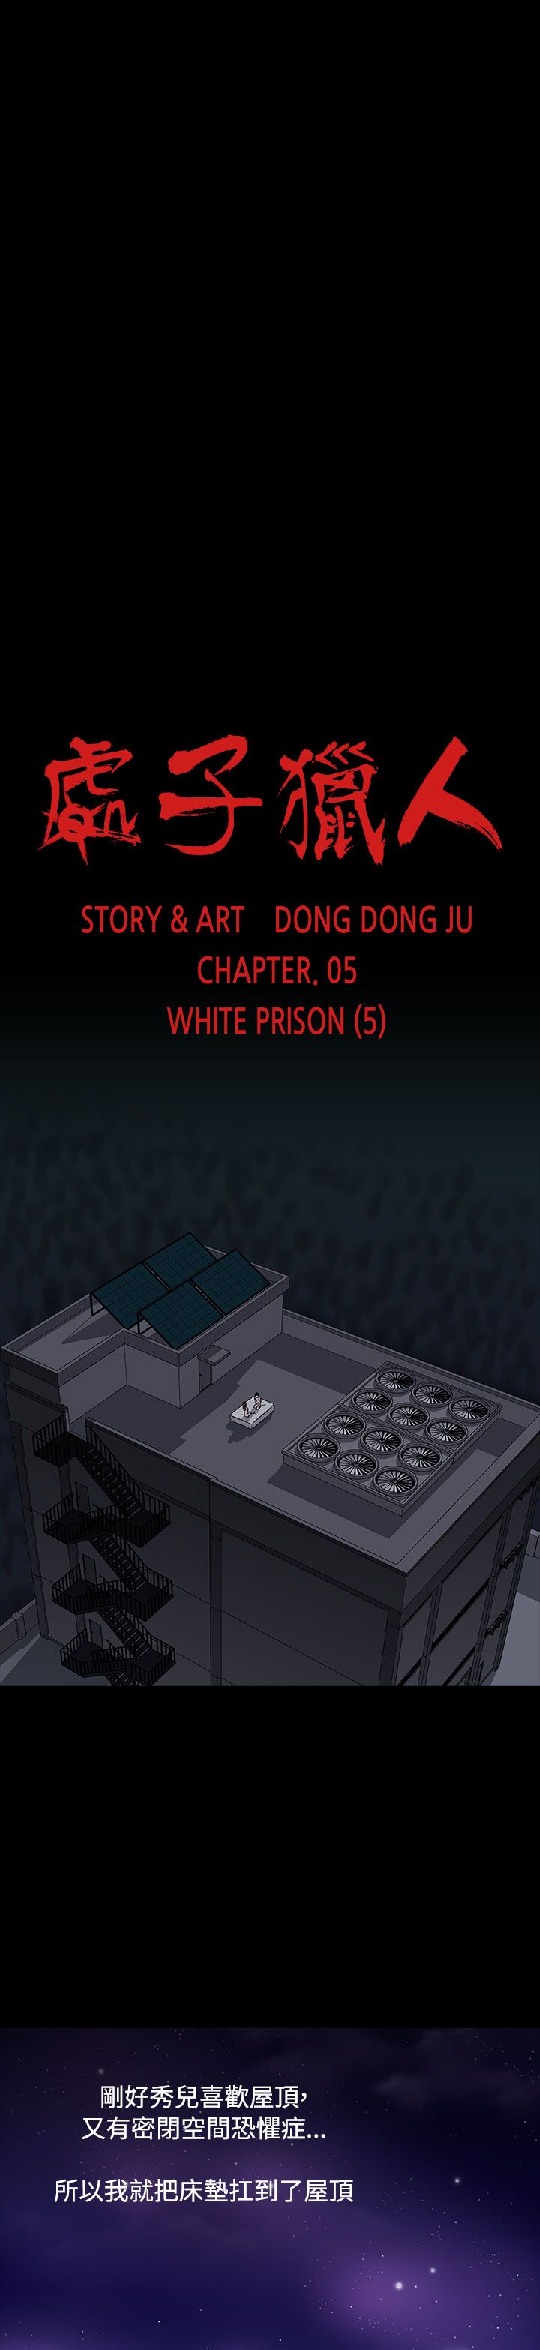 處子獵人
STORY & ART DONG DONG JU
CHAPTER. 05
WHITE PRISON (5)
剛好秀兒喜歡屋頂,
又有密閉空間恐懼症...
所以我就把床墊扛到了屋頂